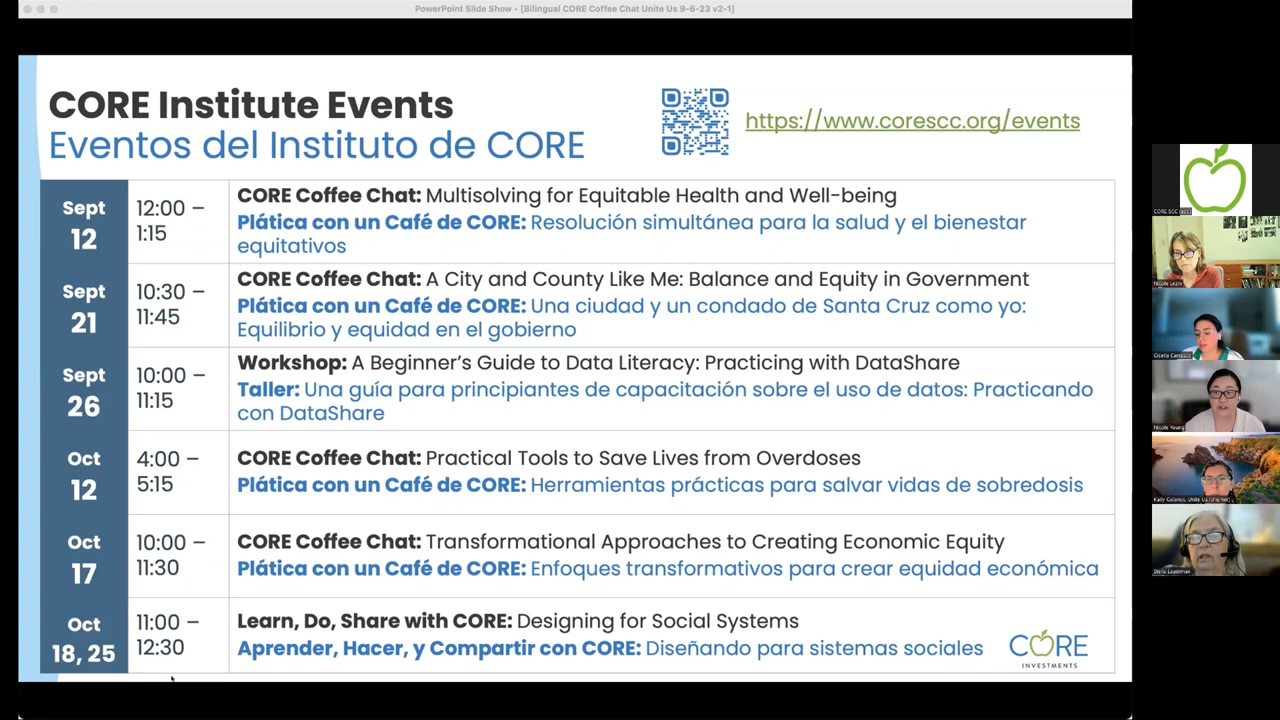 PowerPoint Slide Show - [Bilingual CORE Coffee Chat Unite Us 9-6-23 v2-1]
CORE Institute Events
Eventos del Instituto de CORE
https://www.corescc.org/events
Sept
12
12:00 –
1:15
CORE Coffee Chat: Multisolving for Equitable Health and Well-being
Plática con un Café de CORE: Resolución simultánea para la salud y el bienestar
equitativos
Sept
21
10:30 –
11:45
CORE Coffee Chat: A City and County Like Me: Balance and Equity in Government
Plática con un Café de CORE: Una ciudad y un condado de Santa Cruz como yo:
Equilibrio y equidad en el gobierno
Sept
26
10:00 –
11:15
Workshop: A Beginner’s Guide to Data Literacy: Practicing with DataShare
Taller: Una guía para principiantes de capacitación sobre el uso de datos: Practicando
con DataShare
Oct
12
4:00 –
5:15
CORE Coffee Chat: Practical Tools to Save Lives from Overdoses
Plática con un Café de CORE: Herramientas prácticas para salvar vidas de sobredosis
Oct
17
10:00 –
11:30
CORE Coffee Chat: Transformational Approaches to Creating Economic Equity
Plática con un Café de CORE: Enfoques transformativos para crear equidad económica
Oct
18, 25
11:00 –
12:30
Learn, Do, Share with CORE: Designing for Social Systems
Aprender, Hacer, y Compartir con CORE: Diseñando para sistemas sociales
CORE
INVESTMENTS
CORE SCC
Nicole Young